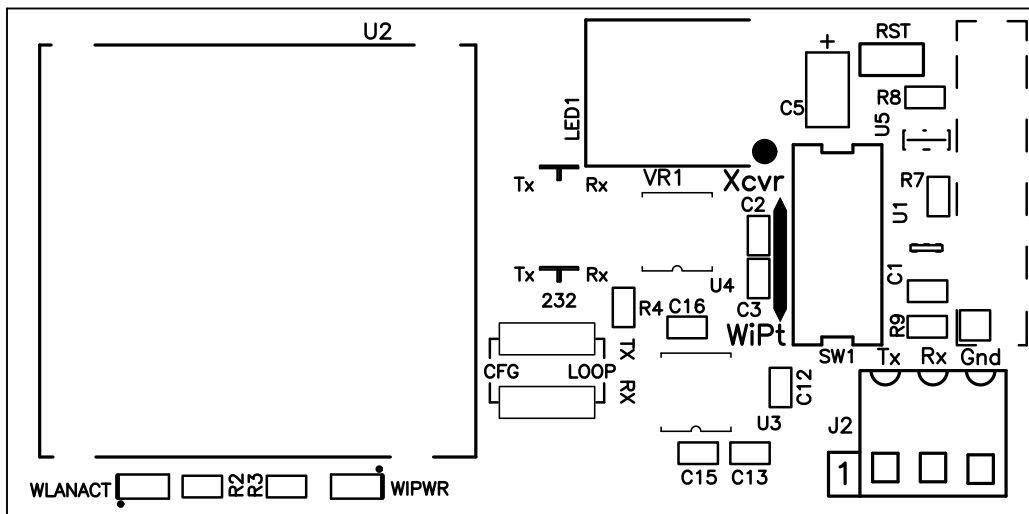 U2
LED1
+
C5
RST
R8
U5
Tx
Rx
VR1
Xcvr
R7
C2
U1
Tx
Rx
232
R4
C16
U4
C3
WiPt
C1
R9
SW1
Tx
Rx
Gnd
CFG
LOOP
TX
RX
C12
U3
J2
1
C15
C13
WLANACT
R2
R3
WIPWR